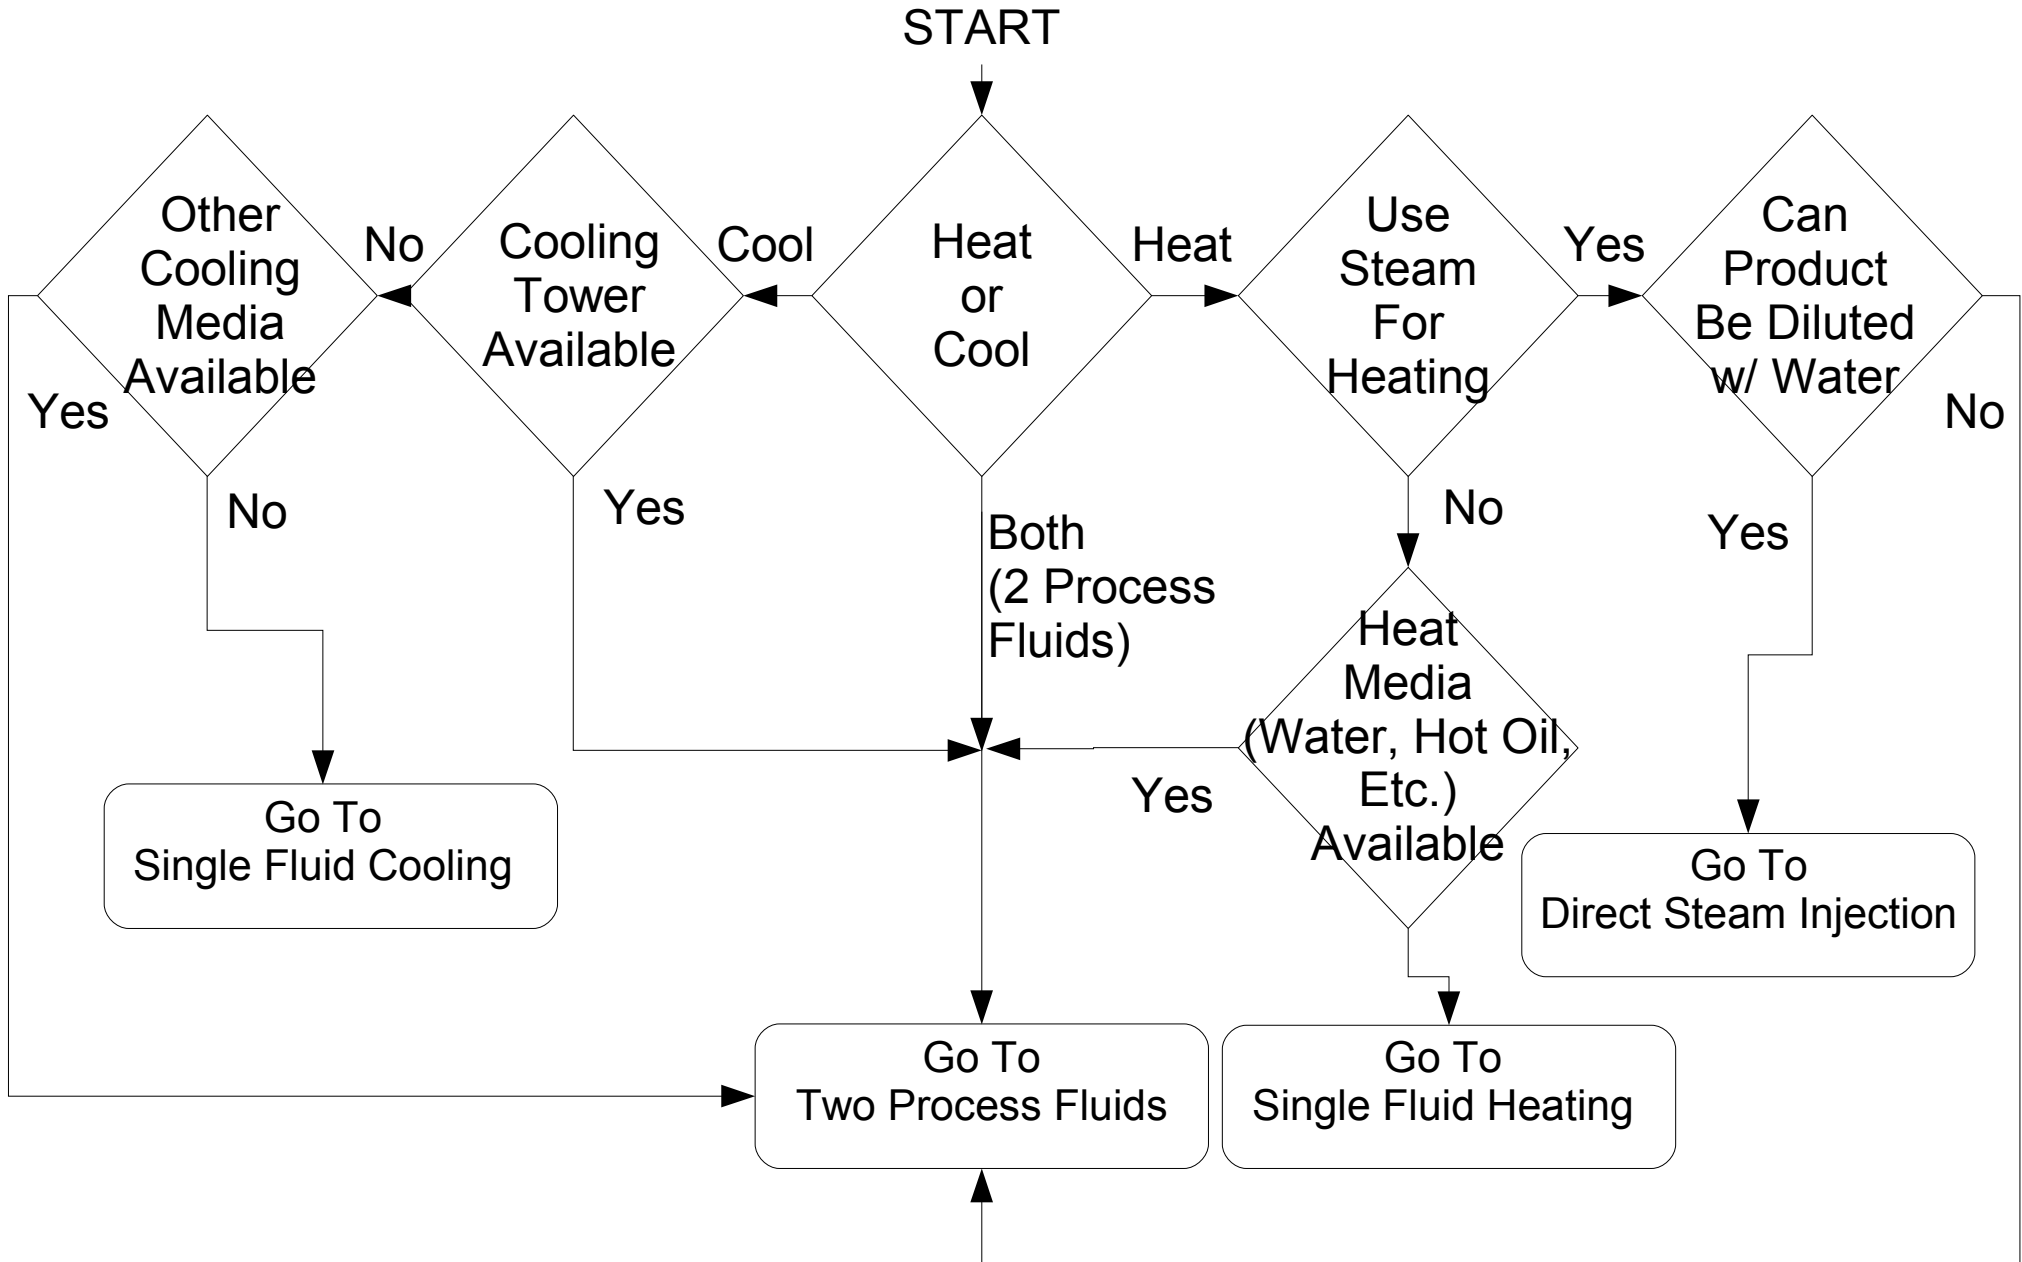 START
Other
Cooling
Media
Available
No
Cooling
Tower
Available
Cool
Heat
or
Cool
Heat
Use
Steam
For
Heating
Yes
Can
Product
Be Diluted
w/ Water
Yes
No
No
Yes
Both
(2 Process
Fluids)
No
Yes
Heat
Media
(Water, Hot Oil,
Etc.)
Available
Yes
Go To
Single Fluid Cooling
Go To
Direct Steam Injection
Go To
Two Process Fluids
Go To
Single Fluid Heating